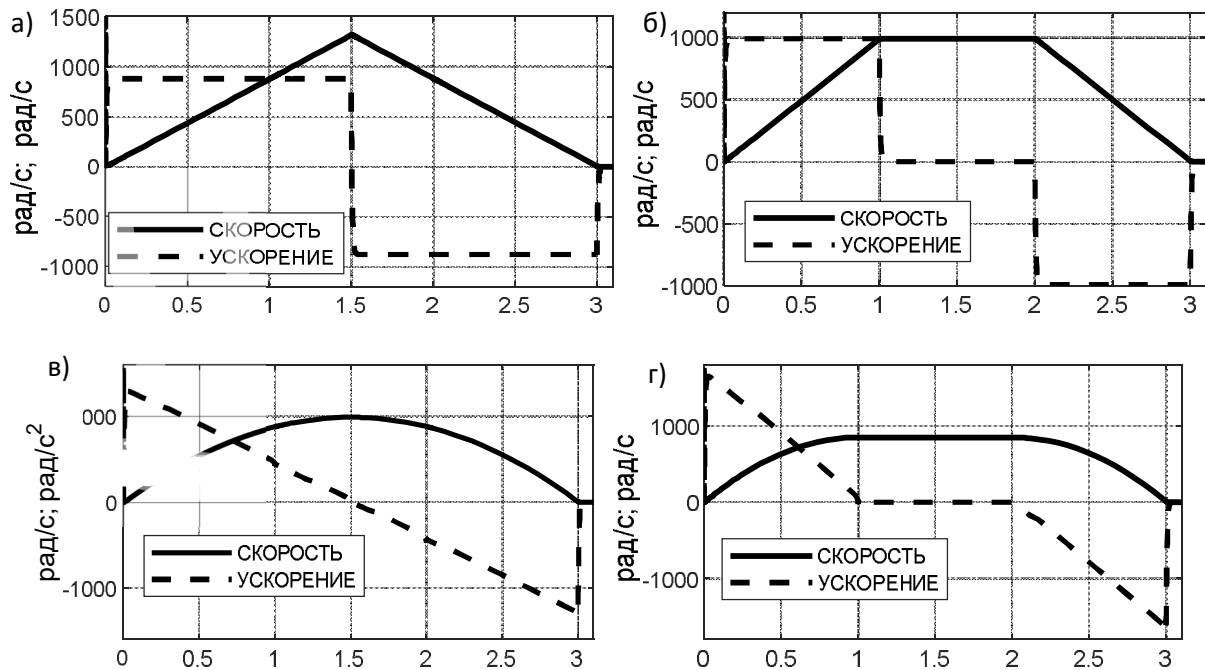 а)
1500
1000
500
0
-500
-1000
рад/с; рад/с
СКОРОСТЬ
УСКОРЕНИЕ
0 0.5 1 1.5 2 2.5 3
б)
1000
500
0
-500
-1000
рад/с; рад/с
СКОРОСТЬ
УСКОРЕНИЕ
0 0.5 1 1.5 2 2.5 3
в)
000
0
-1000
рад/с; рад/с²
СКОРОСТЬ
УСКОРЕНИЕ
0 0.5 1 1.5 2 2.5 3
г)
1000
0
-1000
рад/с; рад/с
СКОРОСТЬ
УСКОРЕНИЕ
0 0.5 1 1.5 2 2.5 3